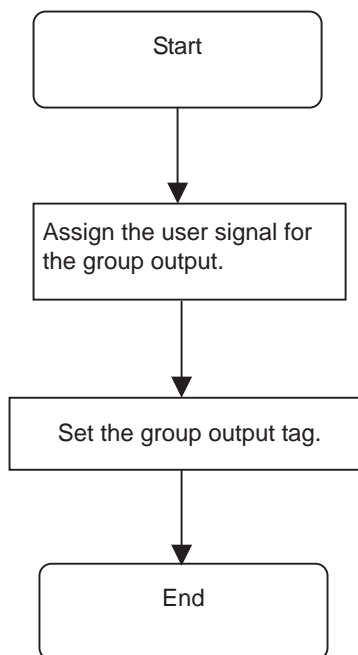 Start
Assign the user signal for
the group output.
Set the group output tag.
End